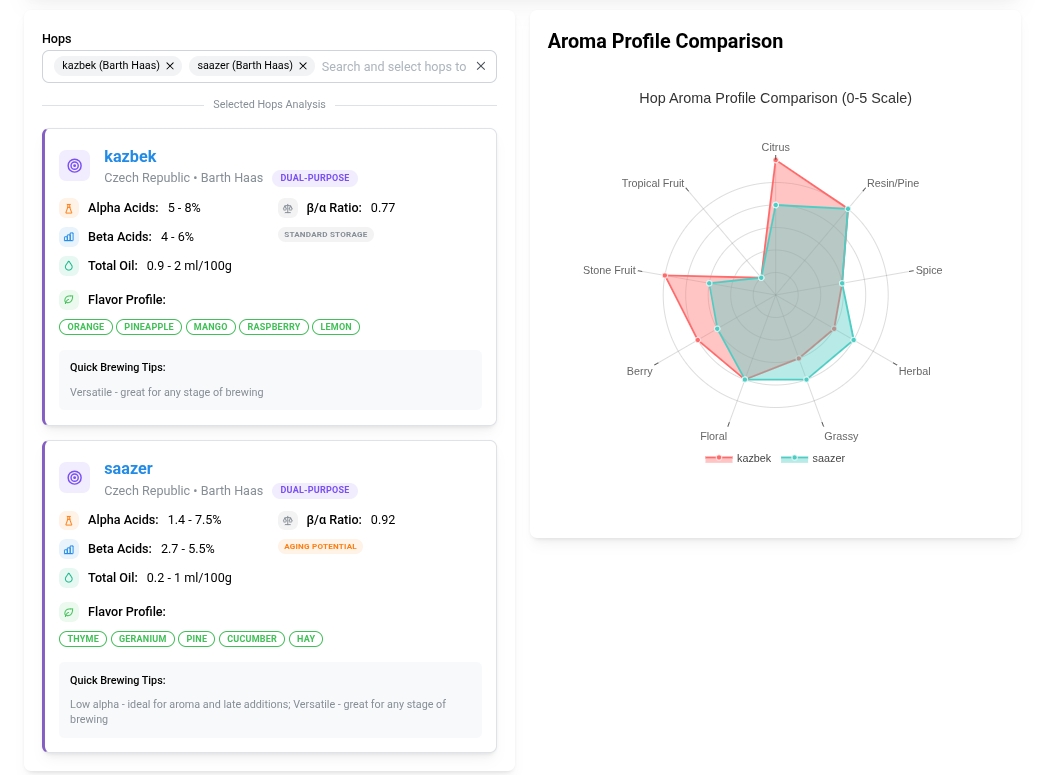 Hops
kazbek (Barth Haas) saazer (Barth Haas) Search and select hops to
Selected Hops Analysis
kazbek
Czech Republic • Barth Haas DUAL-PURPOSE
Alpha Acids: 5 - 8% β/α Ratio: 0.77
Beta Acids: 4 - 6% STANDARD STORAGE
Total Oil: 0.9 - 2 ml/100g
Flavor Profile:
ORANGE PINEAPPLE MANGO RASPBERRY LEMON
Quick Brewing Tips:
Versatile - great for any stage of brewing
saazer
Czech Republic • Barth Haas DUAL-PURPOSE
Alpha Acids: 1.4 - 7.5% β/α Ratio: 0.92
Beta Acids: 2.7 - 5.5% AGING POTENTIAL
Total Oil: 0.2 - 1 ml/100g
Flavor Profile:
THYME GERANIUM PINE CUCUMBER HAY
Quick Brewing Tips:
Low alpha - ideal for aroma and late additions; Versatile - great for any stage of
brewing
Aroma Profile Comparison
Hop Aroma Profile Comparison (0-5 Scale)
Citrus
Tropical Fruit Resin/Pine
Stone Fruit Spice
Berry Herbal
Floral Grassy
kazbek saazer